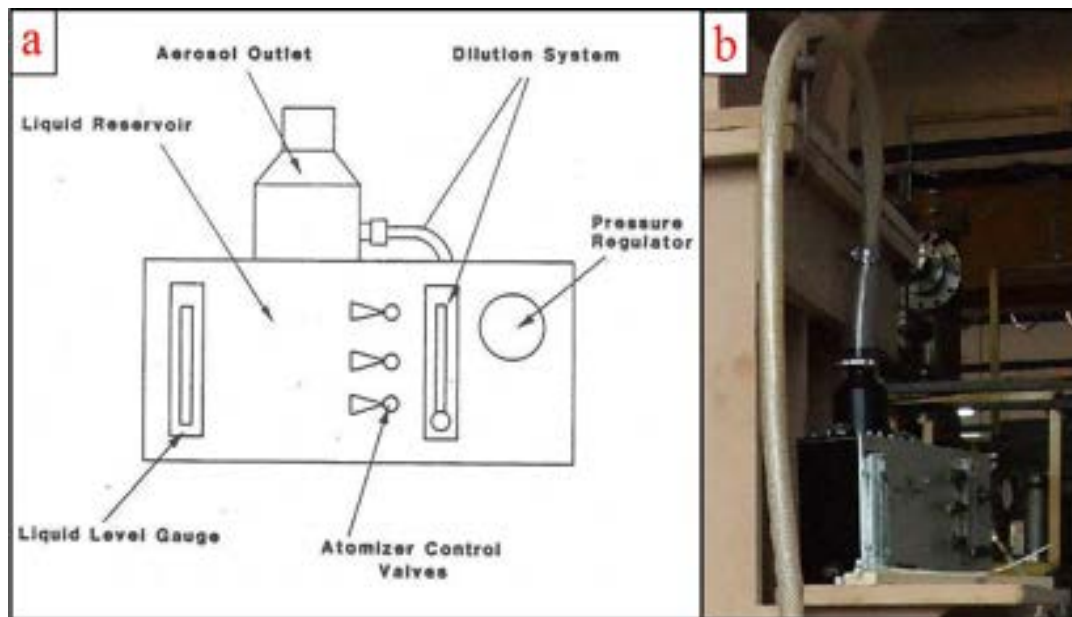 a
b
Aerosol Outlet
Dilution System
Liquid Reservoir
Pressure
Regulator
Liquid Level Gauge
Atomizer Control
Valves